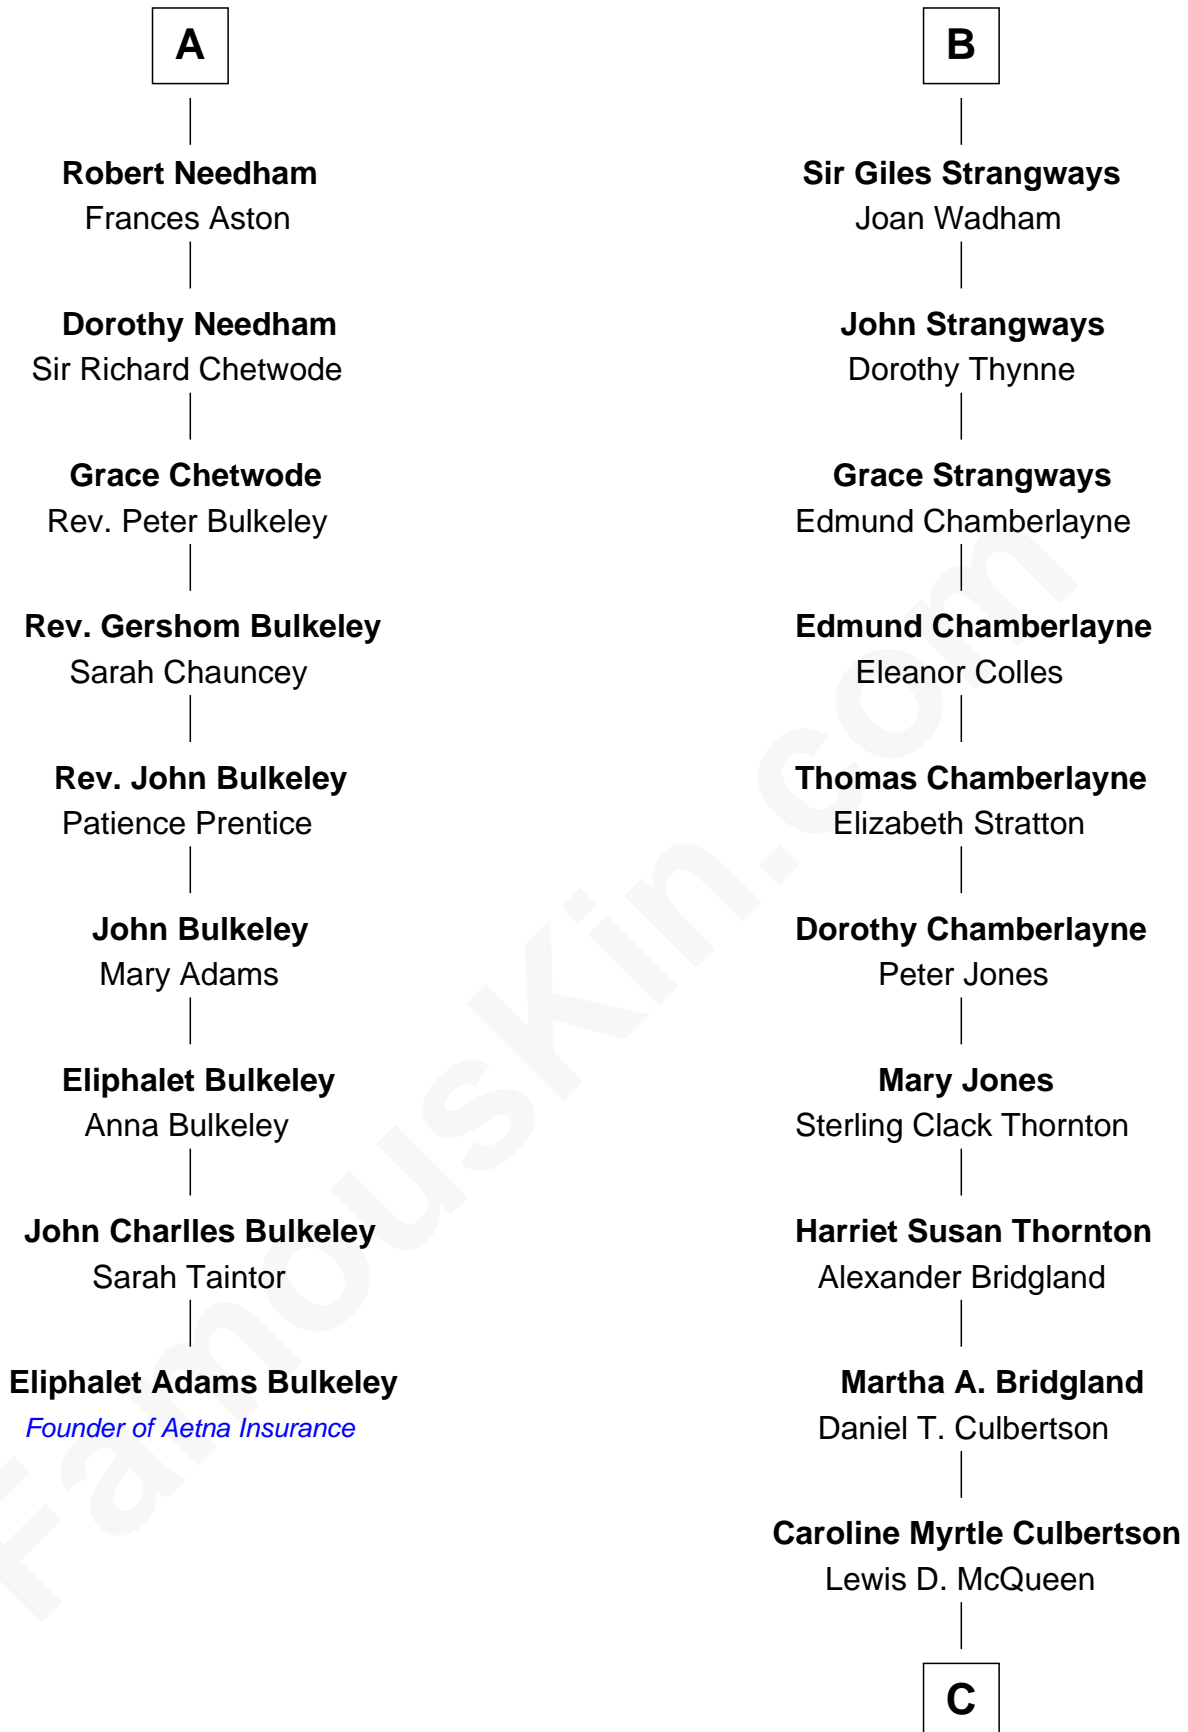 A
Robert Needham
Frances Aston
Dorothy Needham
Sir Richard Chetwode
Grace Chetwode
Rev. Peter Bulkeley
Rev. Gershom Bulkeley
Sarah Chauncey
Rev. John Bulkeley
Patience Prentice
John Bulkeley
Mary Adams
Eliphalet Bulkeley
Anna Bulkeley
John Charlles Bulkeley
Sarah Taintor
Eliphalet Adams Bulkeley
Founder of Aetna Insurance
B
Sir Giles Strangways
Joan Wadham
John Strangways
Dorothy Thynne
Grace Strangways
Edmund Chamberlayne
Edmund Chamberlayne
Eleanor Colles
Thomas Chamberlayne
Elizabeth Stratton
Dorothy Chamberlayne
Peter Jones
Mary Jones
Sterling Clack Thornton
Harriet Susan Thornton
Alexander Bridgland
Martha A. Bridgland
Daniel T. Culbertson
Caroline Myrtle Culbertson
Lewis D. McQueen
C
FamousKin.com